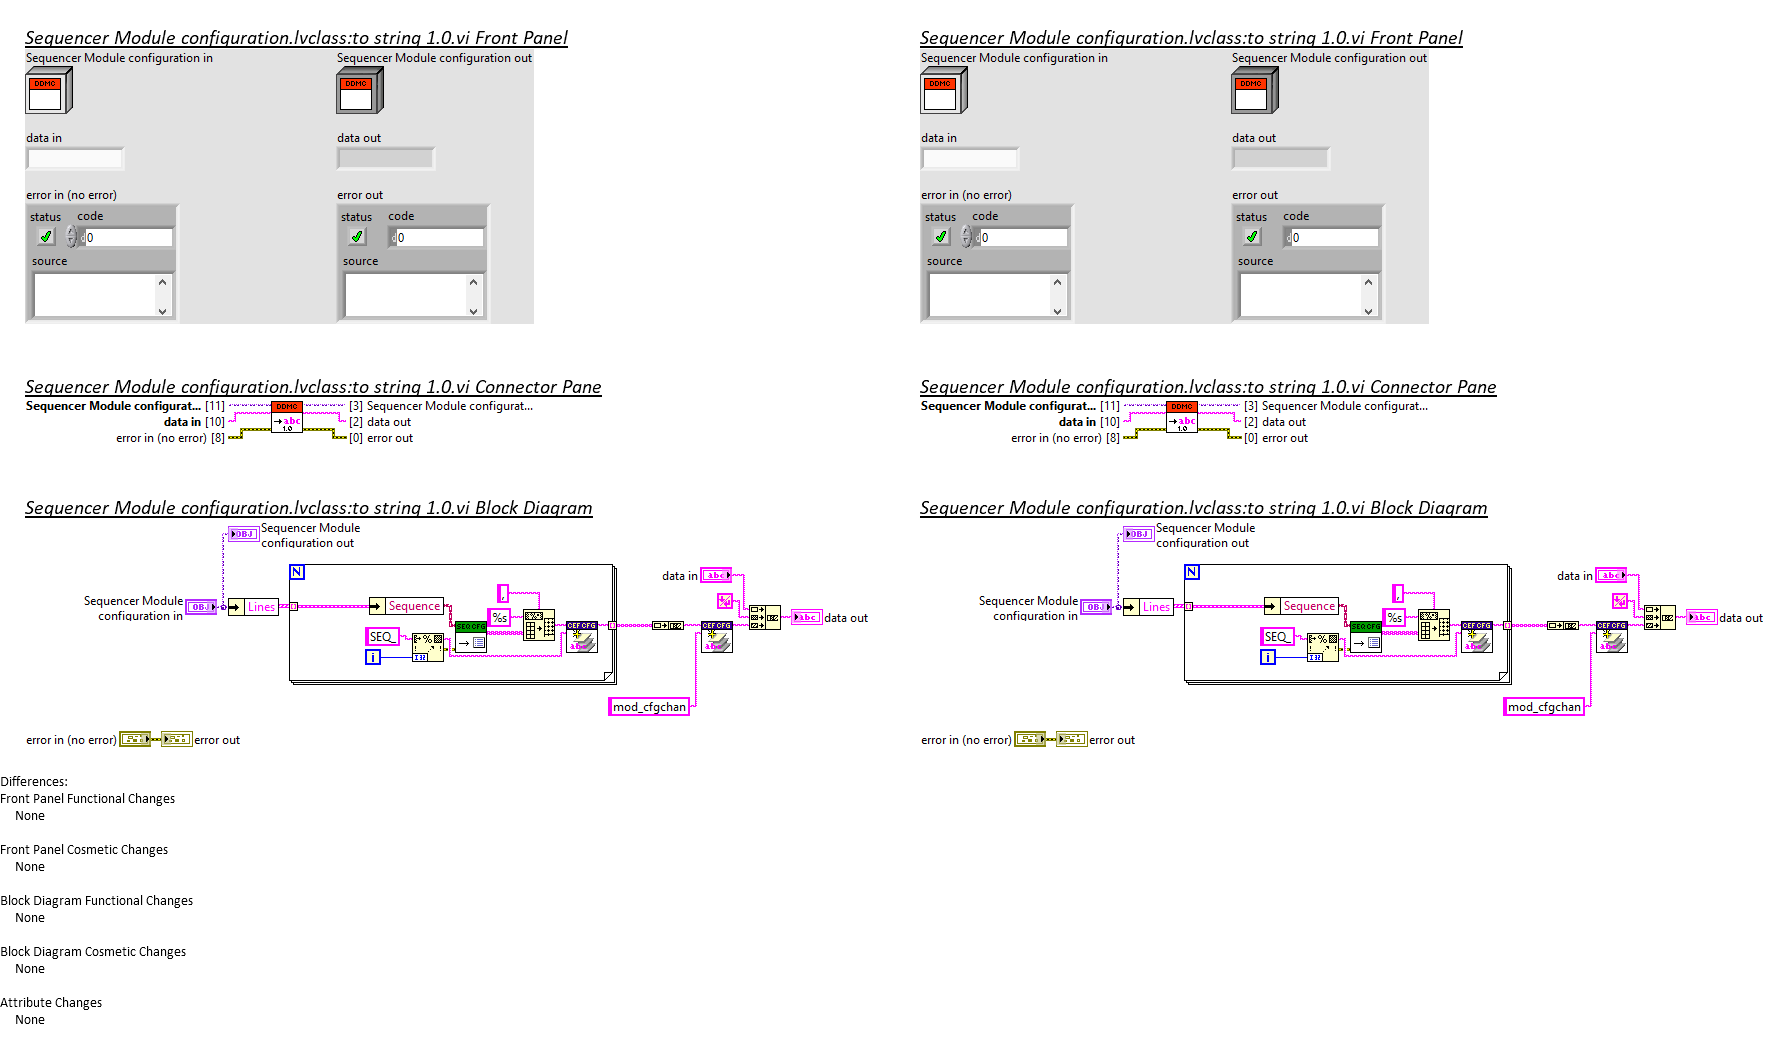 Sequencer Module configuration.lvclass:to string 1.0.vi Front Panel
Sequencer Module configuration in
Sequencer Module configuration out
DDMC
DDMC
data in
data out
error in (no error)
error out
status code
status code
0
0
source
source
Sequencer Module configuration.lvclass:to string 1.0.vi Connector Pane
Sequencer Module configurat... [11]
DDMC
[3] Sequencer Module configurat...
data in [10]
abc
[2] data out
error in (no error) [8]
1.0
[0] error out
Sequencer Module configuration.lvclass:to string 1.0.vi Block Diagram
OBJ
Sequencer Module
configuration out
N
data in
abc
Sequencer Module
configuration in
OBJ
Lines
Sequence
,
%s
SEQ CFG
SEQ_
i
%
I32
CEF CFG
abc
CEF CFG
abc
abc
data out
mod_cfgchan
error in (no error)
error out
Sequencer Module configuration.lvclass:to string 1.0.vi Front Panel
Sequencer Module configuration in
Sequencer Module configuration out
DDMC
DDMC
data in
data out
error in (no error)
error out
status code
status code
0
0
source
source
Sequencer Module configuration.lvclass:to string 1.0.vi Connector Pane
Sequencer Module configurat... [11]
DDMC
[3] Sequencer Module configurat...
data in [10]
abc
[2] data out
error in (no error) [8]
1.0
[0] error out
Sequencer Module configuration.lvclass:to string 1.0.vi Block Diagram
OBJ
Sequencer Module
configuration out
N
data in
abc
Sequencer Module
configuration in
OBJ
Lines
Sequence
,
%s
SEQ CFG
SEQ_
i
%
I32
CEF CFG
abc
CEF CFG
abc
abc
data out
mod_cfgchan
error in (no error)
error out
Differences:
Front Panel Functional Changes
None
Front Panel Cosmetic Changes
None
Block Diagram Functional Changes
None
Block Diagram Cosmetic Changes
None
Attribute Changes
None